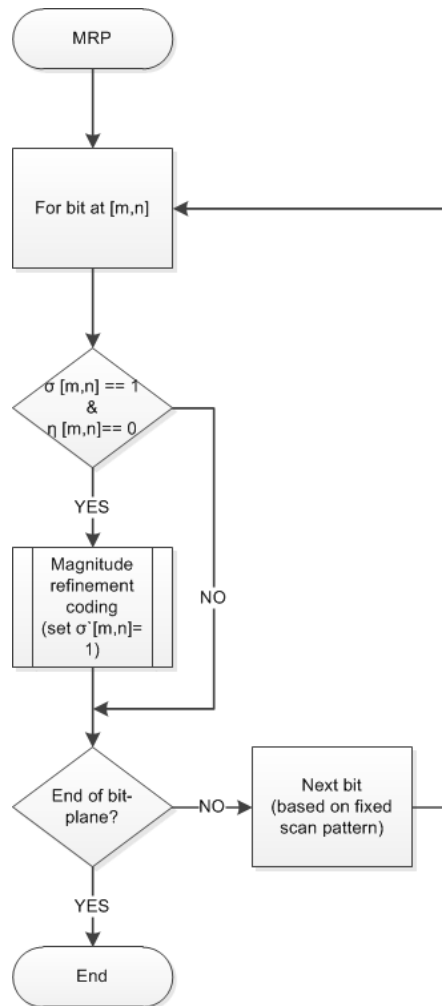 MRP
For bit at [m,n]
σ [m,n] == 1
&
η [m,n]== 0
YES
Magnitude
refinement
coding
(set σ`[m,n]=
1)
NO
End of bit-
plane?
NO
Next bit
(based on fixed
scan pattern)
YES
End